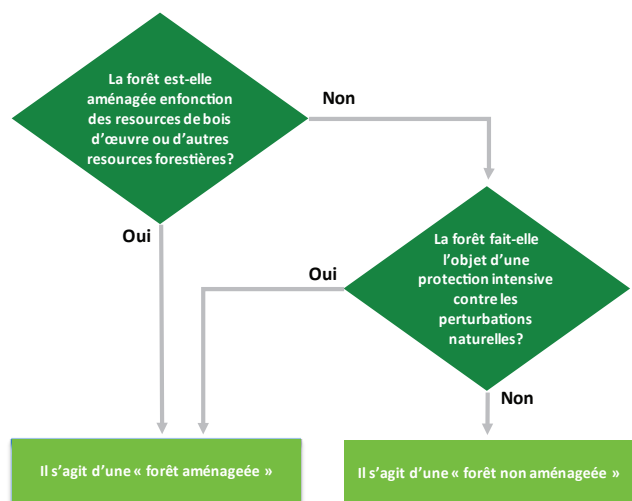 La forêt est-elle
aménagée enfonction
des resources de bois
d'œuvre ou d'autres
resources forestières?
Non
Oui
La forêt fait-elle
l'objet d'une
protection intensive
contre les
perturbations
naturelles?
Oui
Non
Il s'agit d'une « forêt aménageée »
Il s'agit d'une « forêt non aménageée »